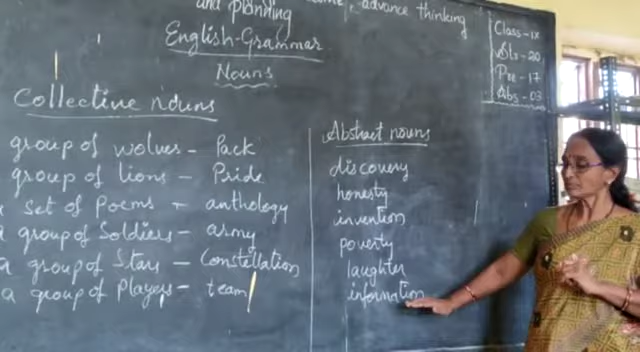 and planning
advance thinking
English-Grammar
Nouns
Collective nouns
group of wolves - Pack
group of lions - Pride
a set of Poems - anthology
a group of Soldiers - army
a group of Stars - Constellation
a group of Players - team
Abstract nouns
discovery
honesty
invention
poverty
laughter
information
Class-IX
Str-20
Pre-17
Abs-03